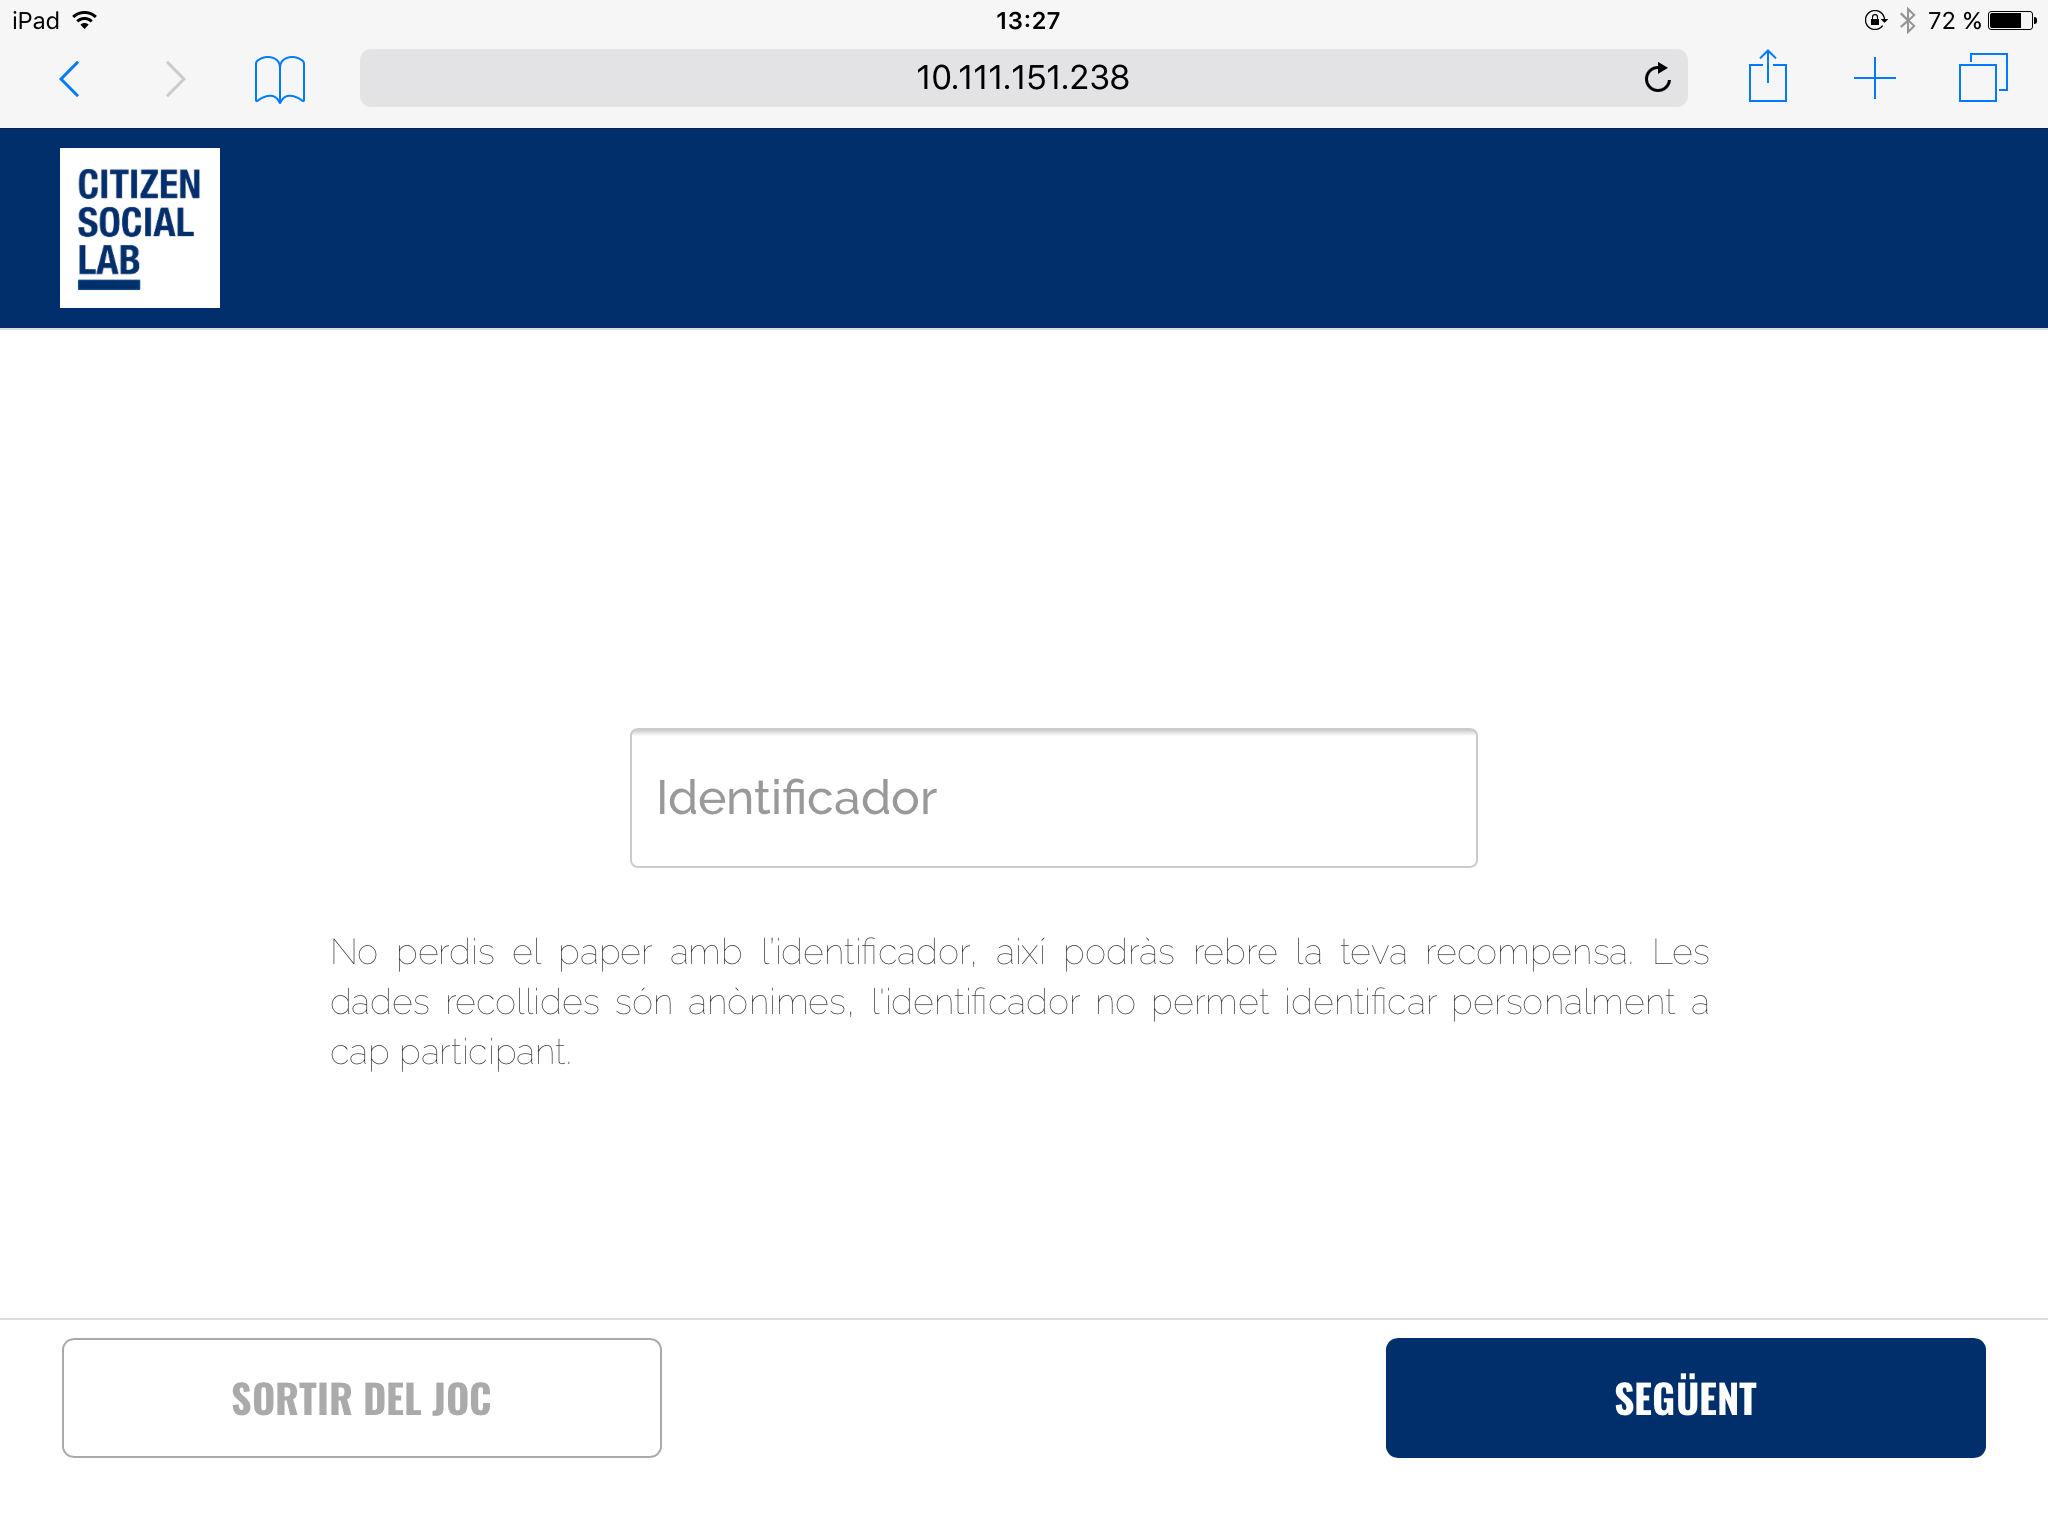 iPad
13:27
72 %
10.111.151.238
CITIZEN
SOCIAL
LAB
Identificador
No perdis el paper amb l'identificador, així podràs rebre la teva recompensa. Les
dades recollides són anònimes, l'identificador no permet identificar personalment a
cap participant.
SORTIR DEL JOC
SEGÜENT